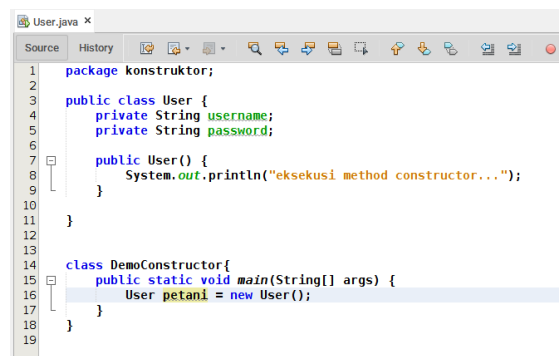 User.java ×
Source History
1 package konstruktor;
2
3 public class User {
4 private String username;
5 private String password;
6
7 public User() {
8 System.out.println("eksekusi method constructor...");
9 }
10
11 }
12
13
14 class DemoConstructor{
15 public static void main(String[] args) {
16 User petani = new User();
17 }
18 }
19